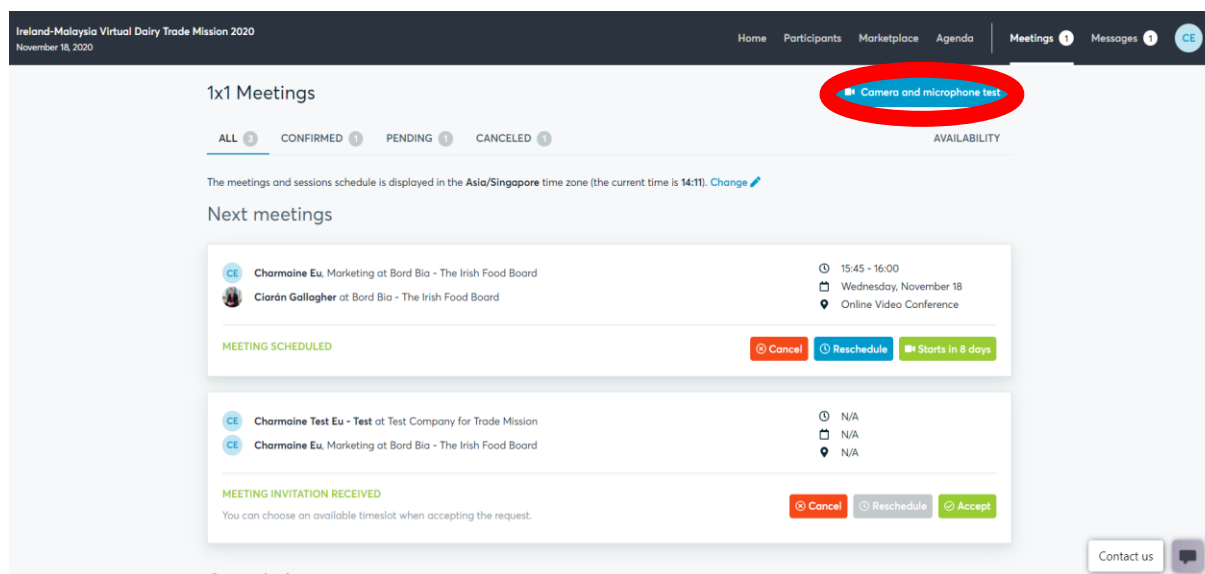 Ireland-Malaysia Virtual Dairy Trade Mission 2020
November 18, 2020
Home Participants Marketplace Agenda Meetings 1 Messages 1 CE
1x1 Meetings
Camera and microphone test
ALL 3 CONFIRMED 1 PENDING 1 CANCELED 1 AVAILABILITY
The meetings and sessions schedule is displayed in the Asia/Singapore time zone (the current time is 14:11). Change
Next meetings
CE Charmaine Eu, Marketing at Bord Bia - The Irish Food Board
Ciarán Gallagher at Bord Bia - The Irish Food Board
15:45 - 16:00
Wednesday, November 18
Online Video Conference
MEETING SCHEDULED
Cancel Reschedule Starts in 8 days
CE Charmaine Test Eu - Test at Test Company for Trade Mission
CE Charmaine Eu, Marketing at Bord Bia - The Irish Food Board
N/A
N/A
N/A
MEETING INVITATION RECEIVED
You can choose an available timeslot when accepting the request.
Cancel Reschedule Accept
Contact us